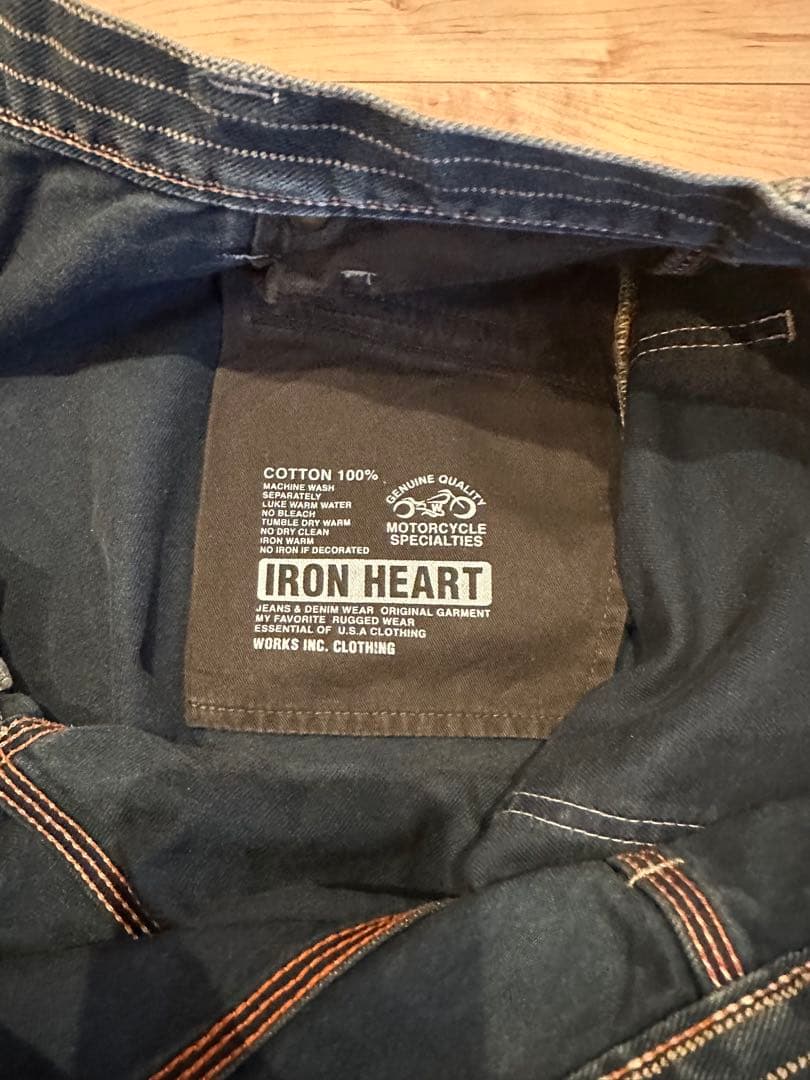 COTTON 100%
MACHINE WASH
SEPARATELY
LUKE WARM WATER
NO BLEACH
TUMBLE DRY WARM
NO DRY CLEAN
IRON WARM
NO IRON IF DECORATED
GENUINE QUALITY
MOTORCYCLE
SPECIALTIES
IRON HEART
JEANS & DENIM WEAR ORIGINAL GARMENT
MY FAVORITE RUGGED WEAR
ESSENTIAL OF U.S.A CLOTHING
WORKS INC. CLOTHING